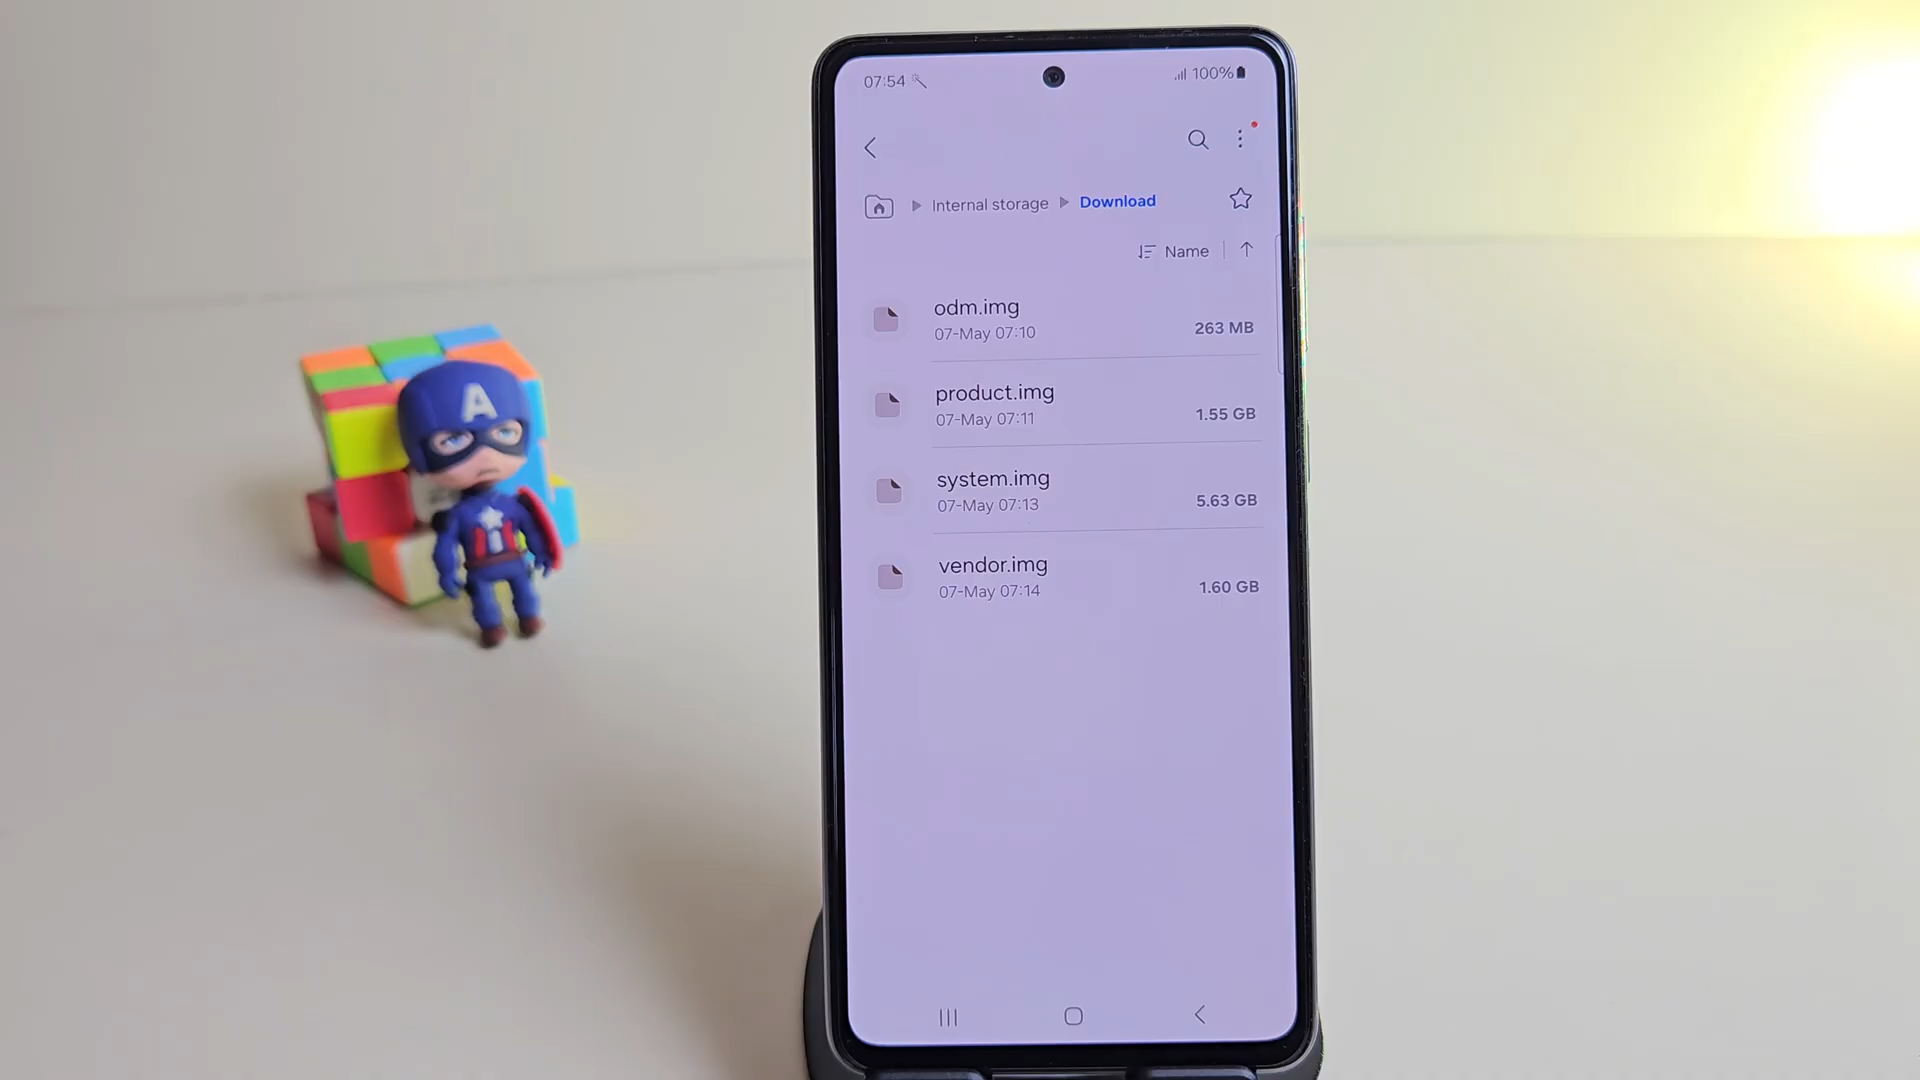 07:54
100%
Internal storage
Download
Name
odm.img
07-May 07:10
263 MB
product.img
07-May 07:11
1.55 GB
system.img
07-May 07:13
5.63 GB
vendor.img
07-May 07:14
1.60 GB
A